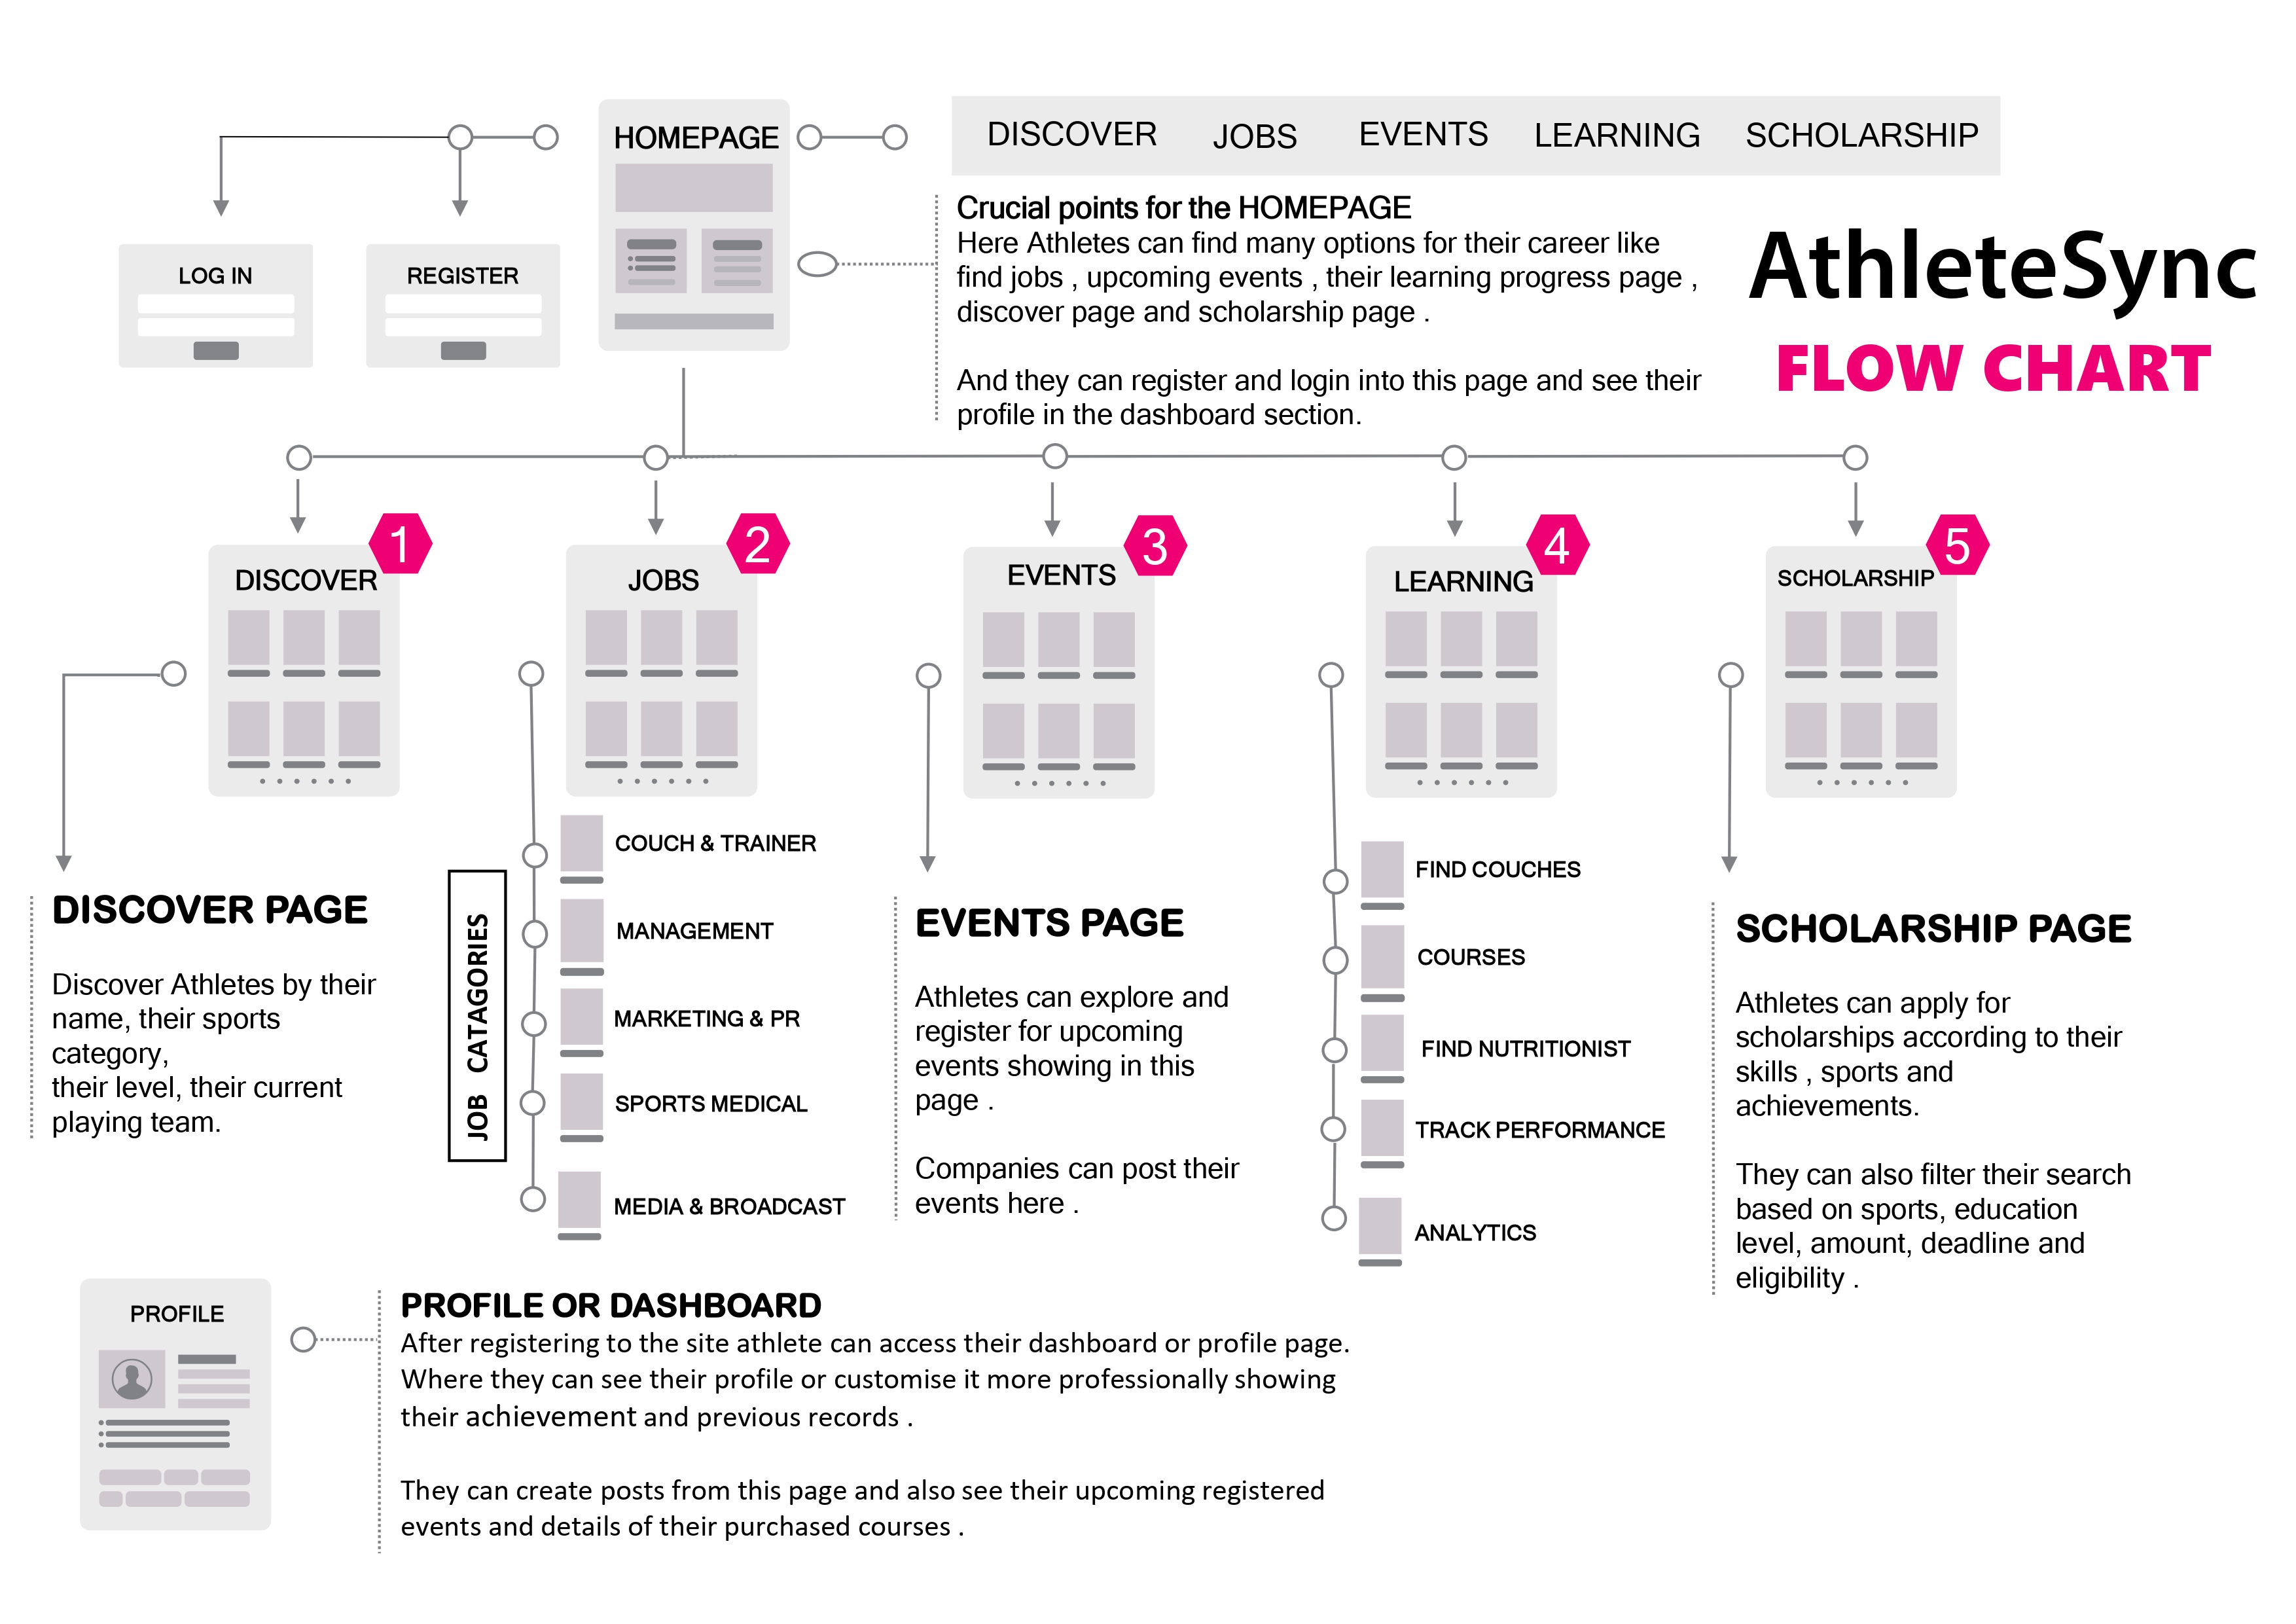 HOMEPAGE
DISCOVER JOBS EVENTS LEARNING SCHOLARSHIP
LOG IN
REGISTER
Crucial points for the HOMEPAGE
Here Athletes can find many options for their career like
find jobs , upcoming events , their learning progress page ,
discover page and scholarship page .
And they can register and login into this page and see their
profile in the dashboard section.
AthleteSync
FLOW CHART
1
DISCOVER
2
JOBS
3
EVENTS
4
LEARNING
5
SCHOLARSHIP
DISCOVER PAGE
Discover Athletes by their
name, their sports
category,
their level, their current
playing team.
JOB CATAGORIES
COUCH & TRAINER
MANAGEMENT
MARKETING & PR
SPORTS MEDICAL
MEDIA & BROADCAST
EVENTS PAGE
Athletes can explore and
register for upcoming
events showing in this
page .
Companies can post their
events here .
FIND COUCHES
COURSES
FIND NUTRITIONIST
TRACK PERFORMANCE
ANALYTICS
SCHOLARSHIP PAGE
Athletes can apply for
scholarships according to their
skills , sports and
achievements.
They can also filter their search
based on sports, education
level, amount, deadline and
eligibility .
PROFILE
PROFILE OR DASHBOARD
After registering to the site athlete can access their dashboard or profile page.
Where they can see their profile or customise it more professionally showing
their achievement and previous records .
They can create posts from this page and also see their upcoming registered
events and details of their purchased courses .